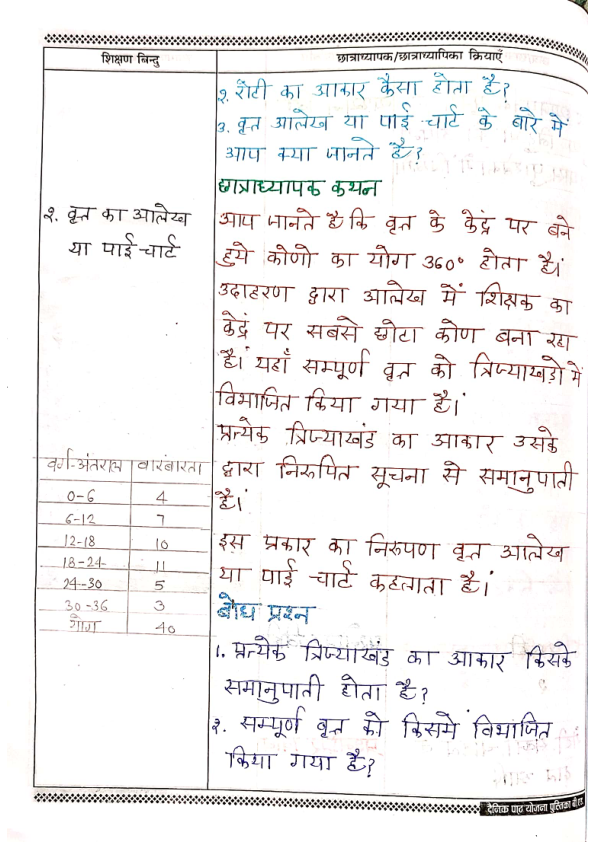 शिक्षण बिन्दु
छात्राध्यापक/छात्राध्यापिका क्रियाएँ
२. रोटी का आकार कैसा होता है?
३. वृत्त आलेख या पाई चार्ट के बारे में
आप क्या जानते है?
छात्राध्यापक कथन
२. वृत्त का आलेख
या पाई चार्ट
आप जानते है कि वृत्त के केंद्र पर बने
हुये कोणो का योग 360° होता है।
उदाहरण द्वारा आलेख में शिक्षक का
केंद्र पर सबसे छोटा कोण बना रहा
है। यहाँ सम्पूर्ण वृत्त को त्रिज्याखडो में
विभाजित किया गया है।
प्रत्येक त्रिज्याखंड का आकार उसके
द्वारा निरुपित सूचना से समानुपाती
है।
इस प्रकार का निरुपण वृत्त आलेख
या पाई चार्ट कहलाता है।
वर्ग-अंतराल वारंबारता
0-6 4
6-12 7
12-18 10
18-24 11
24-30 5
30-36 3
योग 40
बोध प्रश्न
1. प्रत्येक त्रिज्याखंड का आकार किसके
समानुपाती होता है?
२. सम्पूर्ण वृत्त को किसमें विभाजित
किया गया है?
दैनिक पाठ योजना पुस्तिका बी.एड.